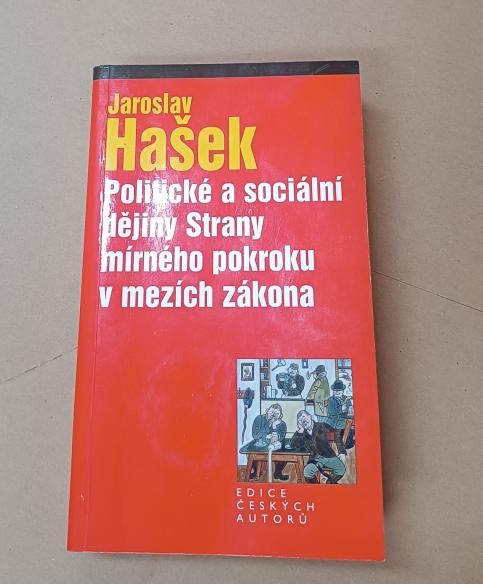 Jaroslav
Hašek
Politické a sociální
dějiny Strany
mírného pokroku
v mezích zákona
EDICE
ČESKÝCH
AUTORŮ